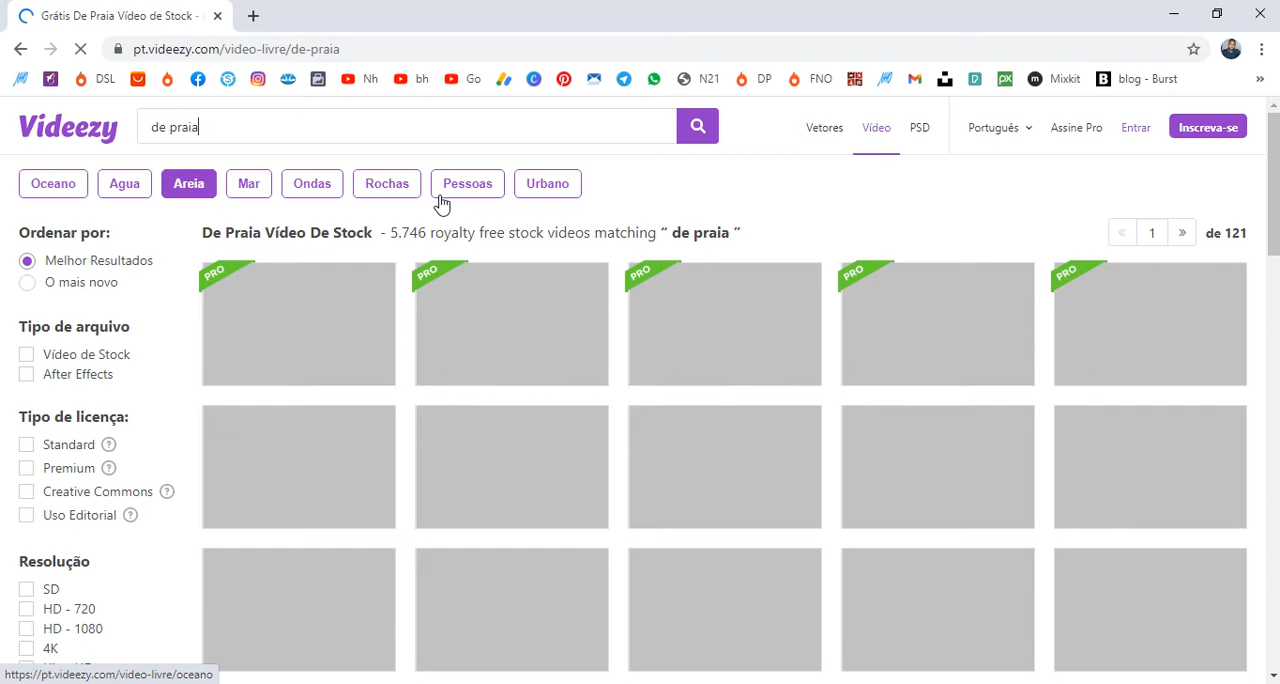 Grátis De Praia Vídeo de Stock -
pt.videezy.com/video-livre/de-praia
DSL
Nh
bh
Go
N21
DP
FNO
Mixkit
blog - Burst
»
Videezy
de praia
Vetores
Vídeo
PSD
Português
Assine Pro
Entrar
Inscreva-se
Oceano
Agua
Areia
Mar
Ondas
Rochas
Pessoas
Urbano
Ordenar por:
Melhor Resultados
O mais novo
De Praia Vídeo De Stock - 5.746 royalty free stock videos matching “ de praia ”
« 1 » de 121
PRO
PRO
PRO
PRO
PRO
Tipo de arquivo
Vídeo de Stock
After Effects
Tipo de licença:
Standard ?
Premium ?
Creative Commons ?
Uso Editorial ?
Resolução
SD
HD - 720
HD - 1080
4K
https://pt.videezy.com/video-livre/oceano